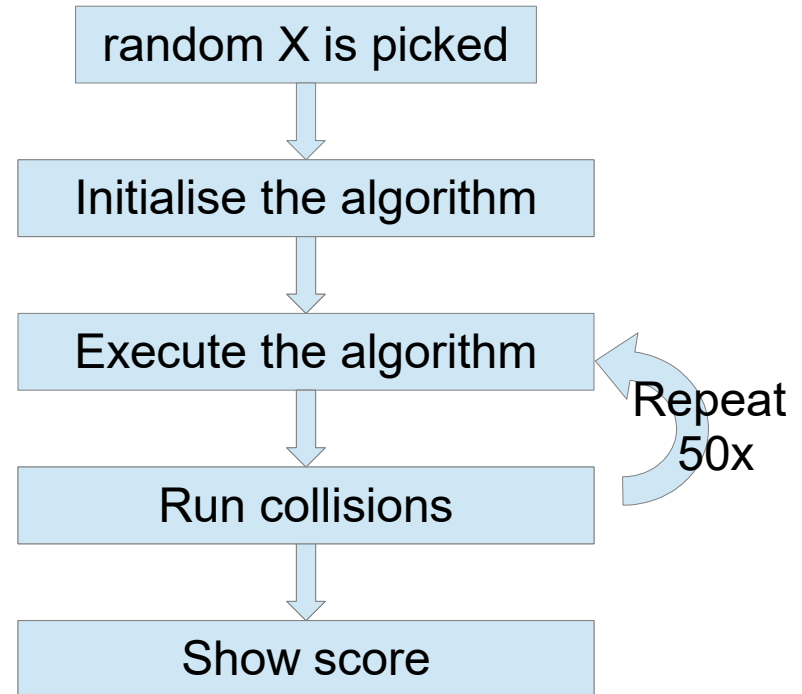 random X is picked
Initialise the algorithm
Execute the algorithm
Repeat
50x
Run collisions
Show score